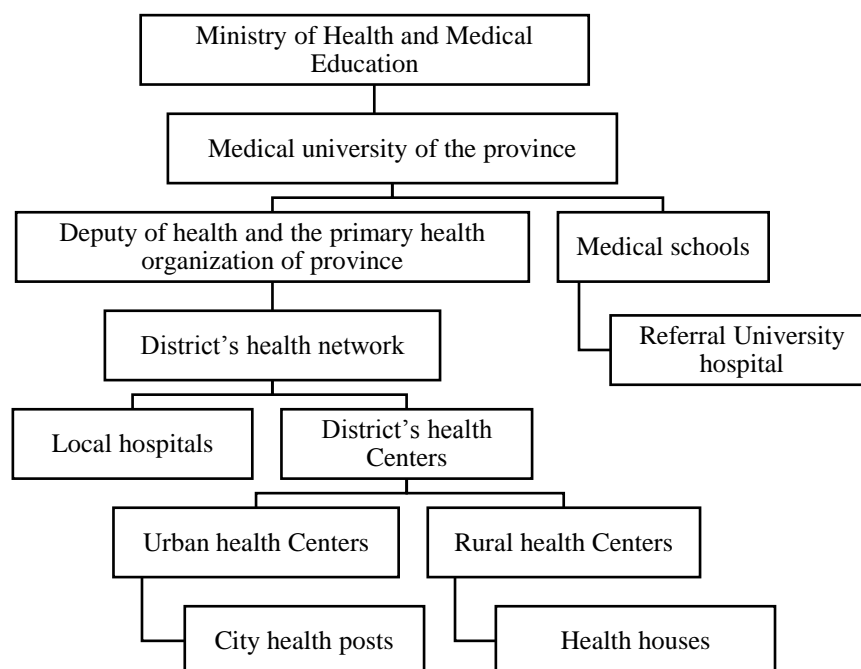 Ministry of Health and Medical
Education
Medical university of the province
Deputy of health and the primary health
organization of province
Medical schools
District’s health network
Referral University
hospital
Local hospitals
District’s health
Centers
Urban health Centers
Rural health Centers
City health posts
Health houses